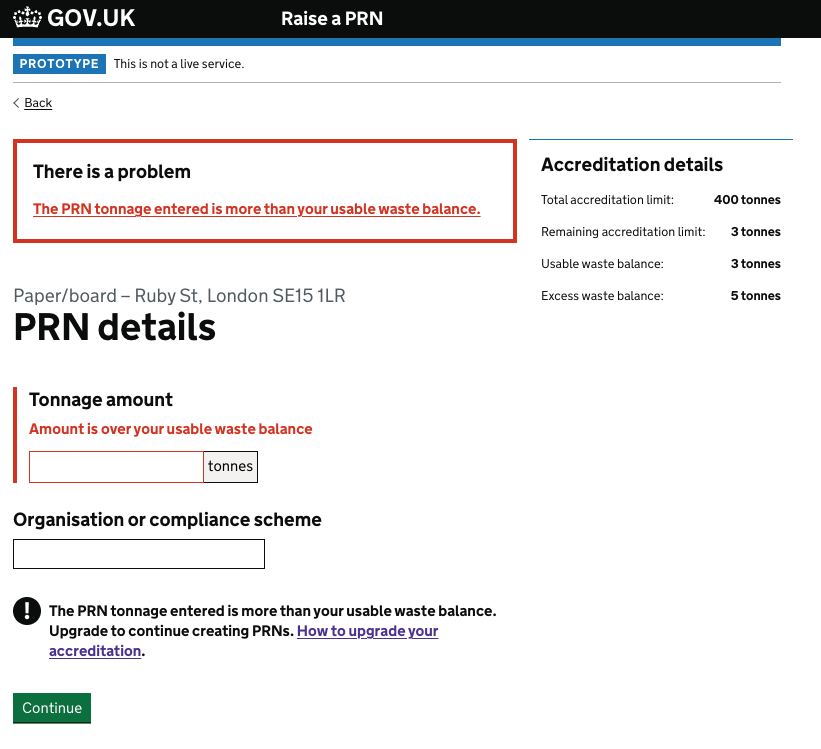 GOV.UK
Raise a PRN
PROTOTYPE This is not a live service.
Back
There is a problem
The PRN tonnage entered is more than your usable waste balance.
Accreditation details
Total accreditation limit: 400 tonnes
Remaining accreditation limit: 3 tonnes
Usable waste balance: 3 tonnes
Excess waste balance: 5 tonnes
Paper/board – Ruby St, London SE15 1LR
PRN details
Tonnage amount
Amount is over your usable waste balance
tonnes
Organisation or compliance scheme
! The PRN tonnage entered is more than your usable waste balance.
Upgrade to continue creating PRNs. How to upgrade your
accreditation.
Continue